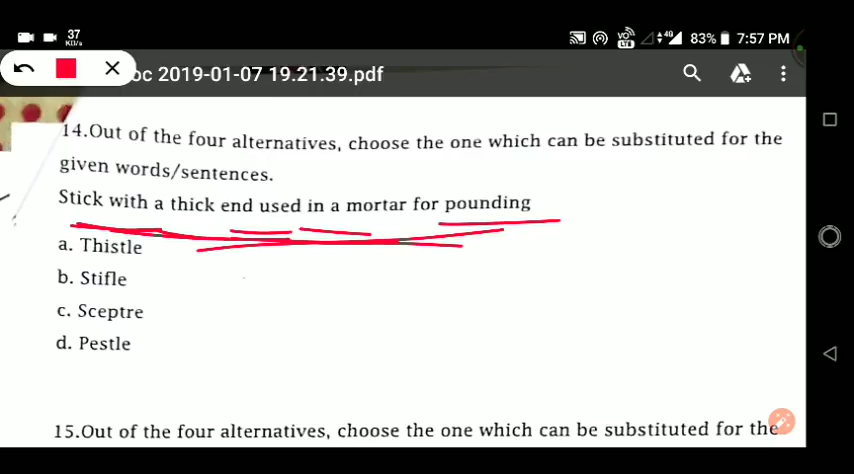 37
KB/s
VO))
LTE
4G
83%
7:57 PM
oc 2019-01-07 19.21.39.pdf
14.Out of the four alternatives, choose the one which can be substituted for the
given words/sentences.
Stick with a thick end used in a mortar for pounding
a. Thistle
b. Stifle
c. Sceptre
d. Pestle
15.Out of the four alternatives, choose the one which can be substituted for the